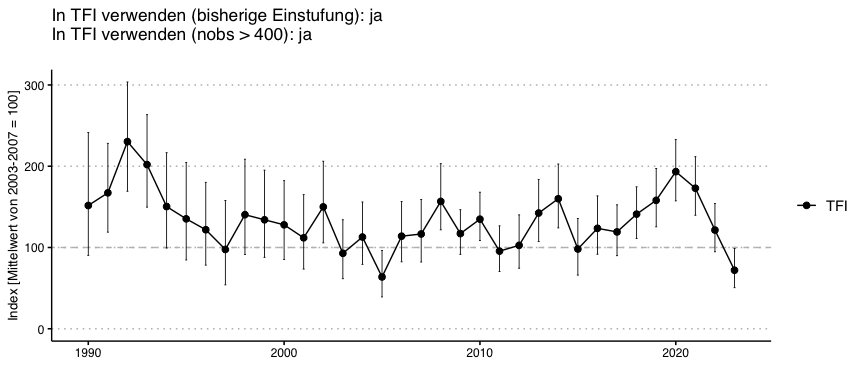 In TFI verwenden (bisherige Einstufung): ja
In TFI verwenden (nobs > 400): ja
Index [Mittelwert von 2003-2007 = 100]
300
200
100
0
1990
2000
2010
2020
TFI